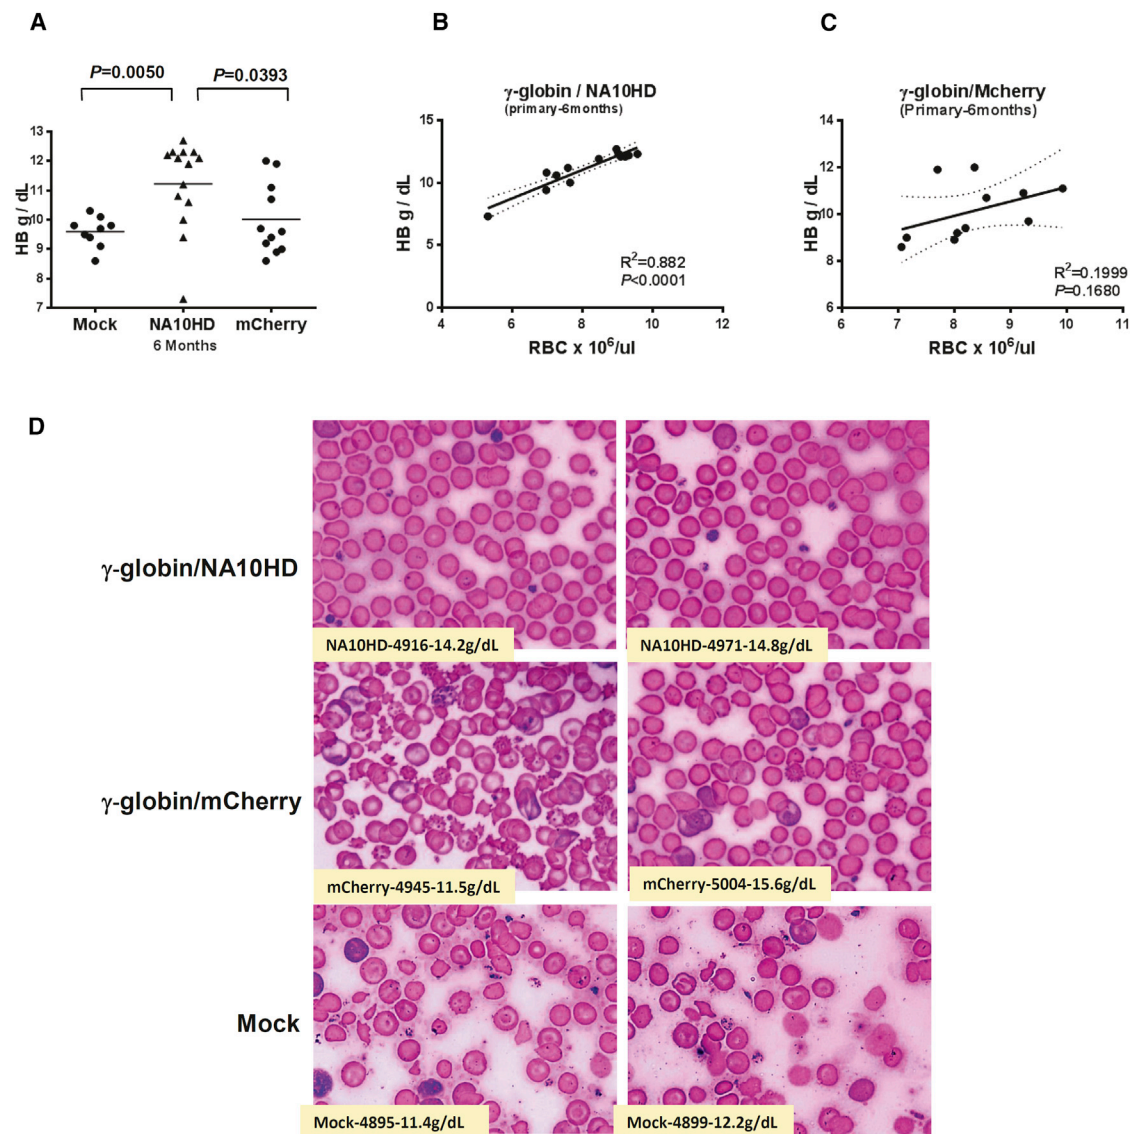 A
P=0.0050
P=0.0393
HB g / dL
13
12
11
10
9
8
7
Mock
NA10HD
mCherry
6 Months
B
γ-globin / NA10HD
(primary-6months)
HB g / dL
15
10
5
0
R²=0.882
P<0.0001
4
6
8
10
12
RBC x 10⁶/ul
C
γ-globin/Mcherry
(Primary-6months)
HB g / dL
14
12
10
8
6
R²=0.1999
P=0.1680
6
7
8
9
10
11
RBC x 10⁶/ul
D
γ-globin/NA10HD
NA10HD-4916-14.2g/dL
NA10HD-4971-14.8g/dL
γ-globin/mCherry
mCherry-4945-11.5g/dL
mCherry-5004-15.6g/dL
Mock
Mock-4895-11.4g/dL
Mock-4899-12.2g/dL